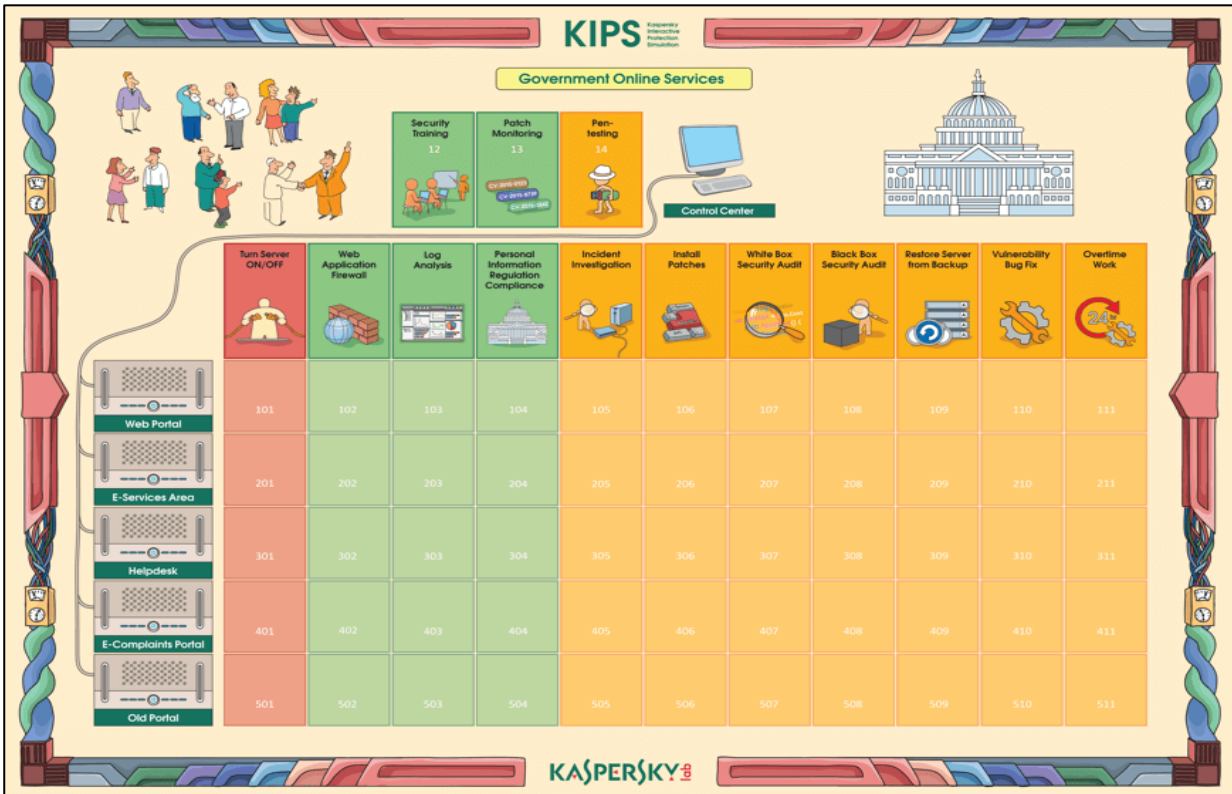 KIPS
Kaspersky
Interactive
Protection
Simulation
Government Online Services
Security
Training
12
Patch
Monitoring
13
Pen-
testing
14
Control Center
Turn Server
ON/OFF
Web
Application
Firewall
Log
Analysis
Personal
Information
Regulation
Compliance
Incident
Investigation
Install
Patches
White Box
Security Audit
Black Box
Security Audit
Restore Server
from Backup
Vulnerability
Bug Fix
Overtime
Work
24
Web Portal
101 102 103 104 105 106 107 108 109 110 111
E-Services Area
201 202 203 204 205 206 207 208 209 210 211
Helpdesk
301 302 303 304 305 306 307 308 309 310 311
E-Complaints Portal
401 402 403 404 405 406 407 408 409 410 411
Old Portal
501 502 503 504 505 506 507 508 509 510 511
KASPERSKY lab